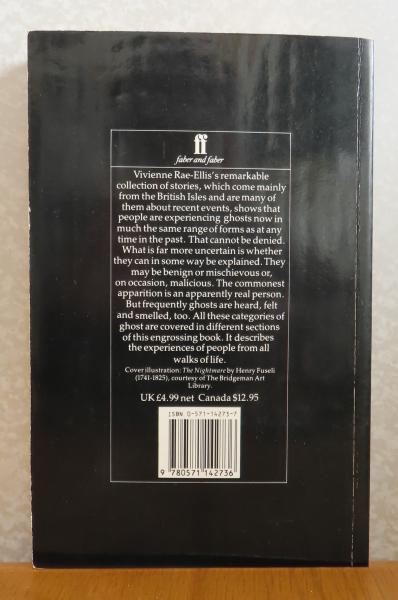 ff
faber and faber
Vivienne Rae-Ellis's remarkable
collection of stories, which come mainly
from the British Isles and are many of
them about recent events, shows that
people are experiencing ghosts now in
much the same range of forms as at any
time in the past. That cannot be denied.
What is far more uncertain is whether
they can in some way be explained. They
may be benign or mischievous or,
on occasion, malicious. The commonest
apparition is an apparently real person.
But frequently ghosts are heard, felt
and smelled, too. All these categories of
ghost are covered in different sections
of this engrossing book. It describes
the experiences of people from all
walks of life.
Cover illustration: The Nightmare by Henry Fuseli
(1741-1825), courtesy of The Bridgeman Art
Library.
UK £4.99 net Canada $12.95
ISBN 0-571-14273-7
9 780571 142736